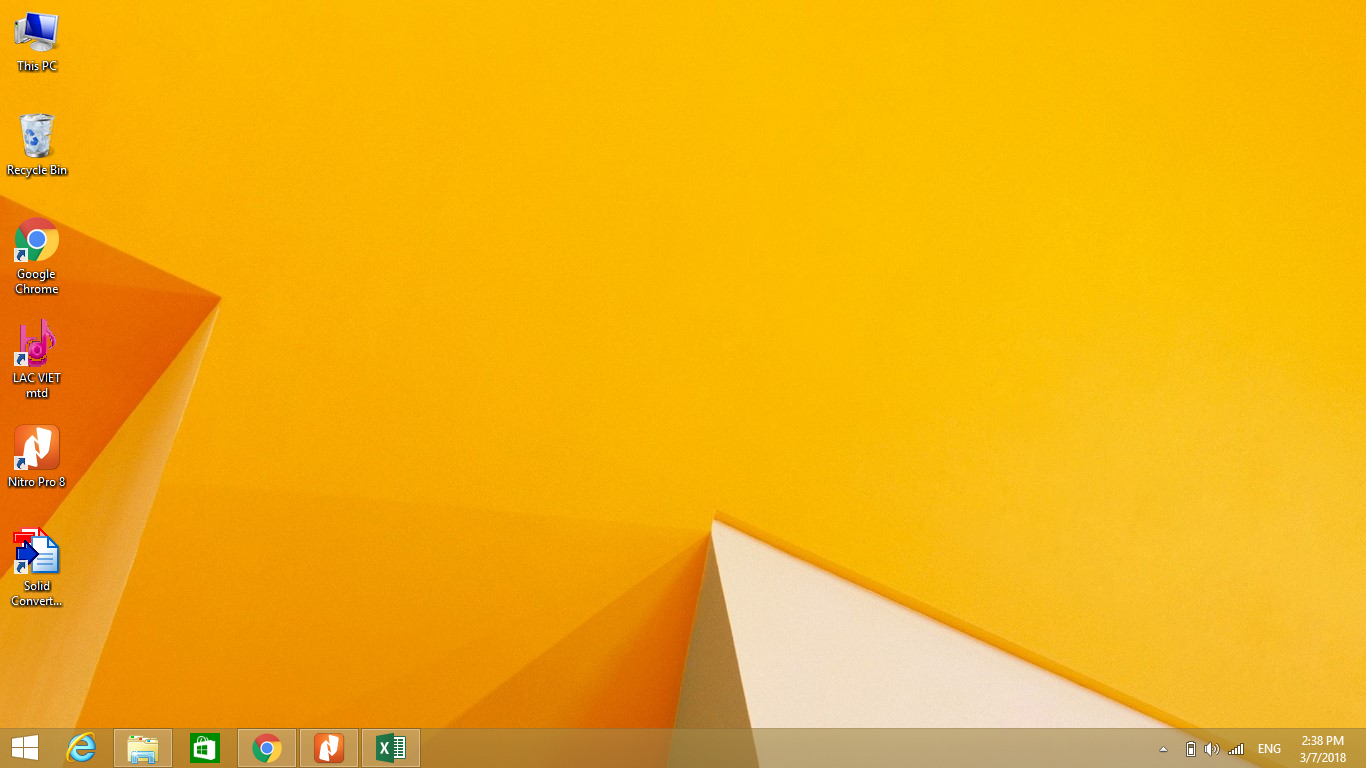 This PC
Recycle Bin
Google
Chrome
LAC VIET
mtd
Nitro Pro 8
Solid
Convert...
ENG
2:38 PM
3/7/2018